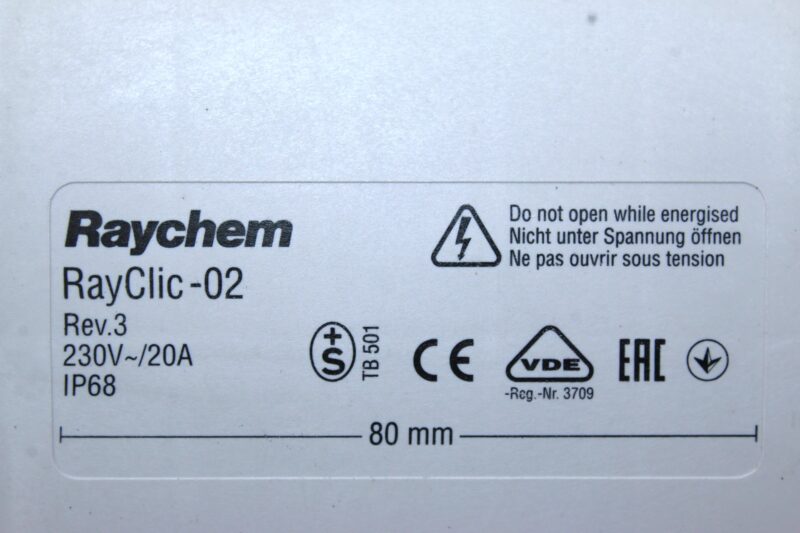 Raychem
RayClic-02
Rev.3
230V~/20A
IP68
Do not open while energised
Nicht unter Spannung öffnen
Ne pas ouvrir sous tension
+S
TB 501
CE
VDE
-Reg.-Nr. 3709
EAC
80 mm